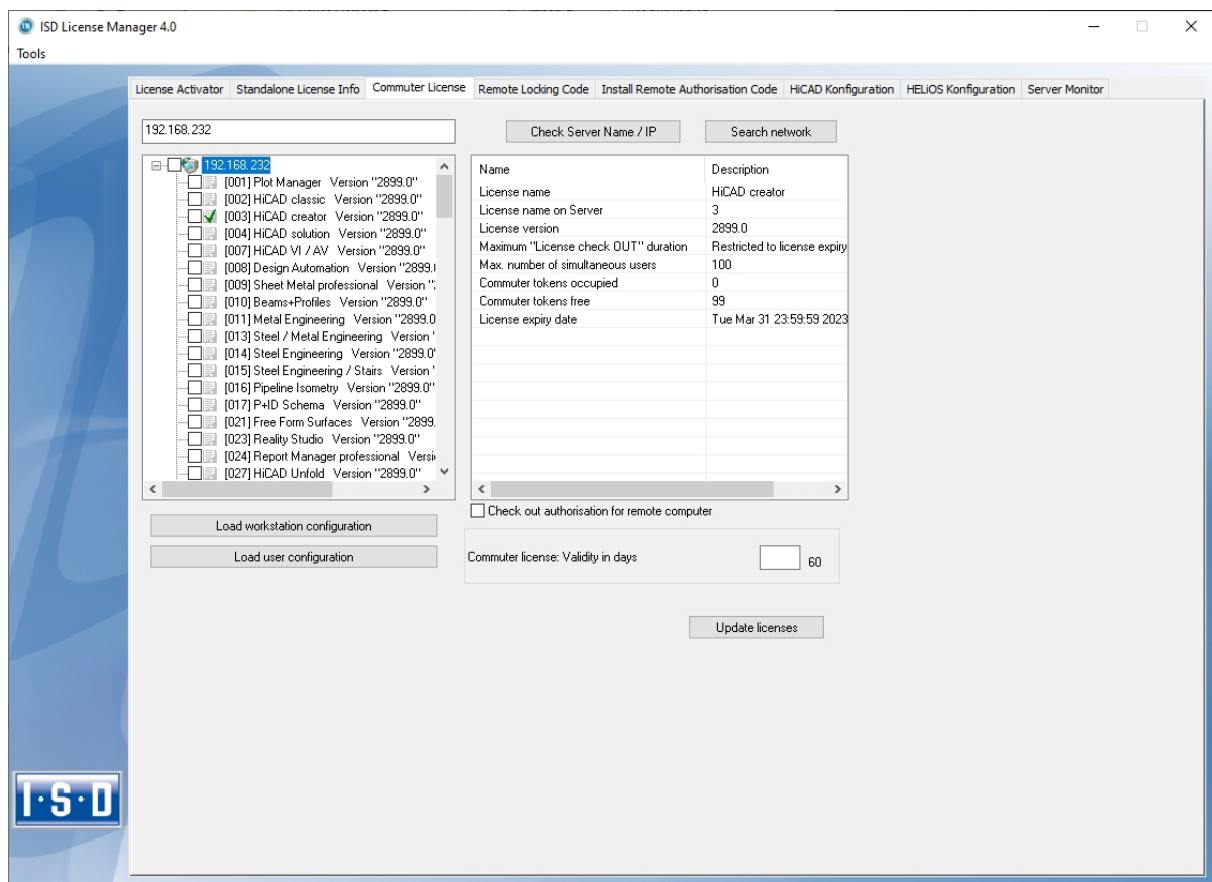 ISD License Manager 4.0
Tools
License Activator Standalone License Info Commuter License Remote Locking Code Install Remote Authorisation Code HiCAD Konfiguration HELiOS Konfiguration Server Monitor
192.168.232 Check Server Name / IP Search network
192.168.232
[001] Plot Manager Version "2899.0"
[002] HiCAD classic Version "2899.0"
[003] HiCAD creator Version "2899.0"
[004] HiCAD solution Version "2899.0"
[007] HiCAD VI / AV Version "2899.0"
[008] Design Automation Version "2899.
[009] Sheet Metal professional Version "
[010] Beams+Profiles Version "2899.0"
[011] Metal Engineering Version "2899.0
[013] Steel / Metal Engineering Version "
[014] Steel Engineering Version "2899.0"
[015] Steel Engineering / Stairs Version "
[016] Pipeline Isometry Version "2899.0"
[017] P+ID Schema Version "2899.0"
[021] Free Form Surfaces Version "2899.
[023] Reality Studio Version "2899.0"
[024] Report Manager professional Versi
[027] HiCAD Unfold Version "2899.0"
Name Description
License name HiCAD creator
License name on Server 3
License version 2899.0
Maximum "License check OUT" duration Restricted to license expiry
Max. number of simultaneous users 100
Commuter tokens occupied 0
Commuter tokens free 99
License expiry date Tue Mar 31 23:59:59 2023
Check out authorisation for remote computer
Load workstation configuration
Load user configuration
Commuter license: Validity in days 60
Update licenses
I·S·D